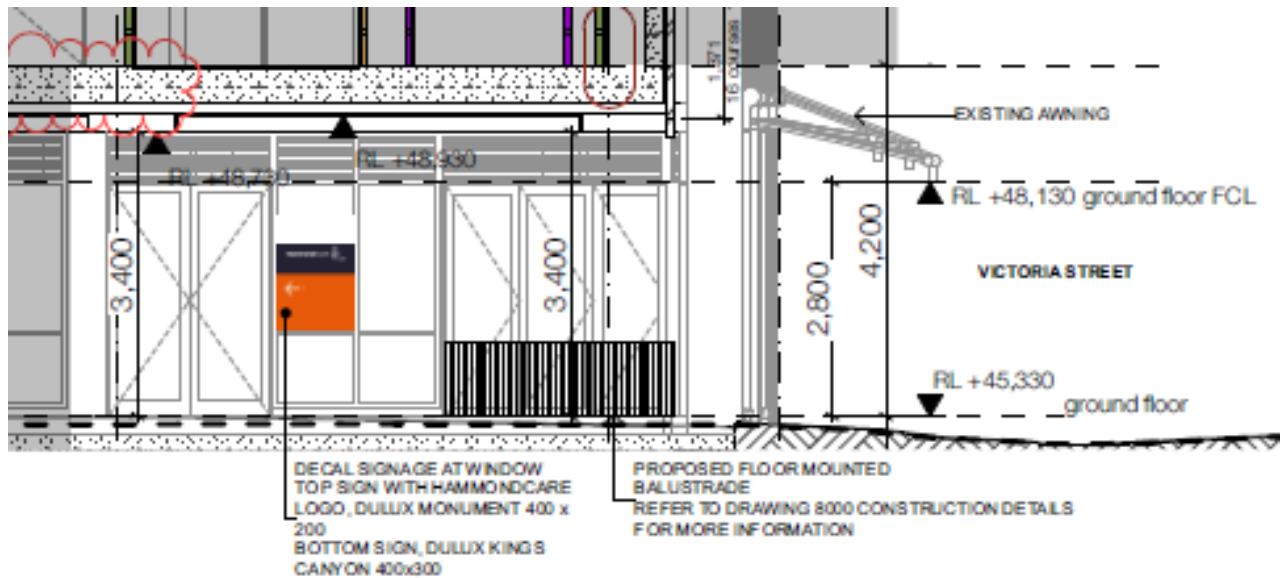 1,371
16 courses
EXISTING AWNING
RL +48,930
RL +48,730
RL +48,130 ground floor FCL
3,400
3,400
2,800
4,200
VICTORIA STREET
RL +45,330
ground floor
DECAL SIGNAGE AT WINDOW
TOP SIGN WITH HAMMONDCARE
LOGO, DULUX MONUMENT 400 x
200
BOTTOM SIGN, DULUX KINGS
CANYON 400x300
PROPOSED FLOOR MOUNTED
BALUSTRADE
REFER TO DRAWING 8000 CONSTRUCTION DETAILS
FOR MORE INFORMATION